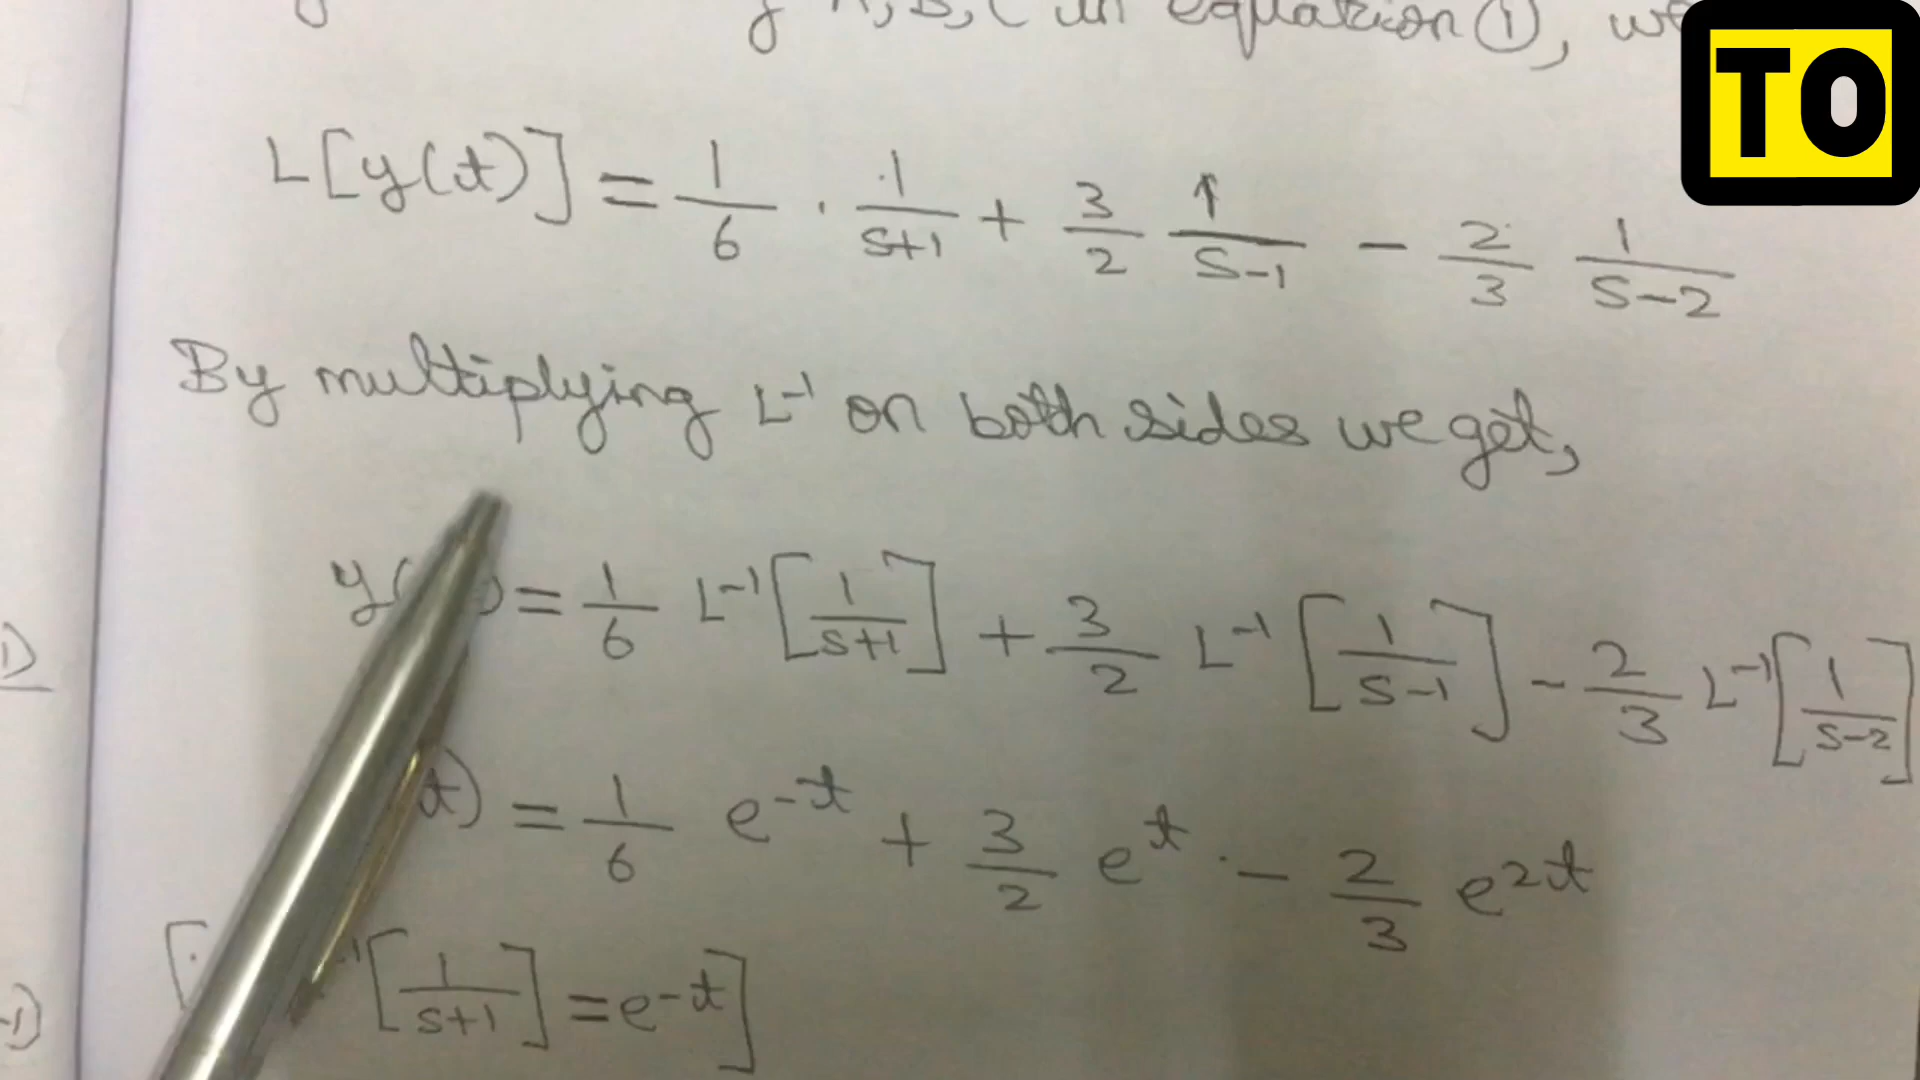 A, B, C in equation ①,
TO
L[y(t)] = 1/6 · 1/s+1 + 3/2 1/s-1 - 2/3 1/s-2
By multiplying L⁻¹ on both sides we get,
y( ) = 1/6 L⁻¹[1/s+1] + 3/2 L⁻¹[1/s-1] - 2/3 L⁻¹[1/s-2]
t) = 1/6 e⁻ᵗ + 3/2 eᵗ - 2/3 e²ᵗ
[1/s+1] = e⁻ᵗ]